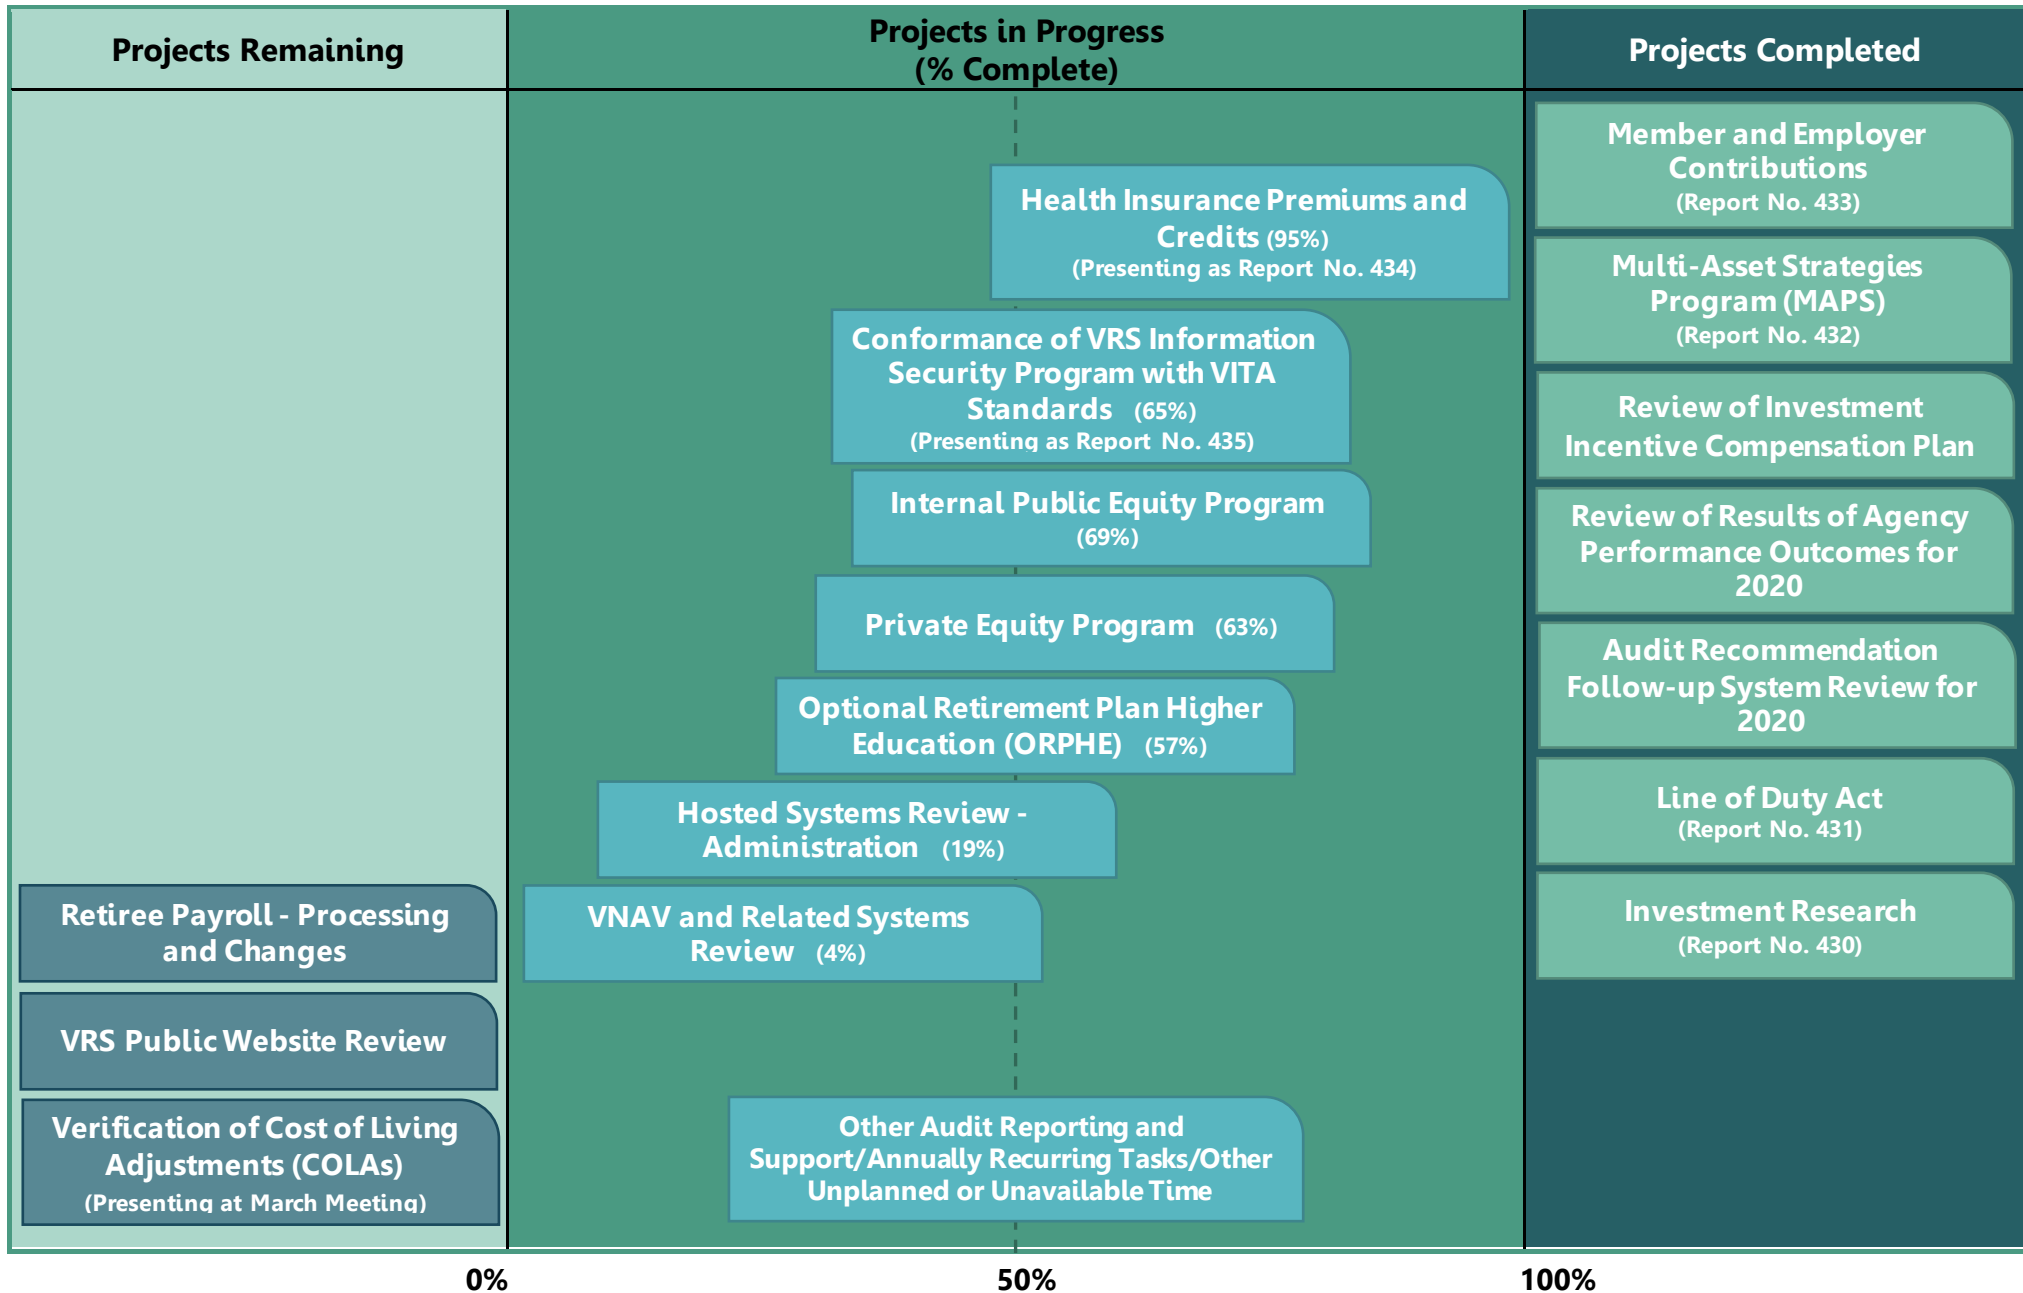 Projects Remaining
Projects in Progress
(% Complete)
Projects Completed
Retiree Payroll - Processing
and Changes
VRS Public Website Review
Verification of Cost of Living
Adjustments (COLAs)
(Presenting at March Meeting)
Health Insurance Premiums and
Credits (95%)
(Presenting as Report No. 434)
Conformance of VRS Information
Security Program with VITA
Standards (65%)
(Presenting as Report No. 435)
Internal Public Equity Program
(69%)
Private Equity Program (63%)
Optional Retirement Plan Higher
Education (ORPHE) (57%)
Hosted Systems Review -
Administration (19%)
VNAV and Related Systems
Review (4%)
Other Audit Reporting and
Support/Annually Recurring Tasks/Other
Unplanned or Unavailable Time
Member and Employer
Contributions
(Report No. 433)
Multi-Asset Strategies
Program (MAPS)
(Report No. 432)
Review of Investment
Incentive Compensation Plan
Review of Results of Agency
Performance Outcomes for
2020
Audit Recommendation
Follow-up System Review for
2020
Line of Duty Act
(Report No. 431)
Investment Research
(Report No. 430)
0%
50%
100%